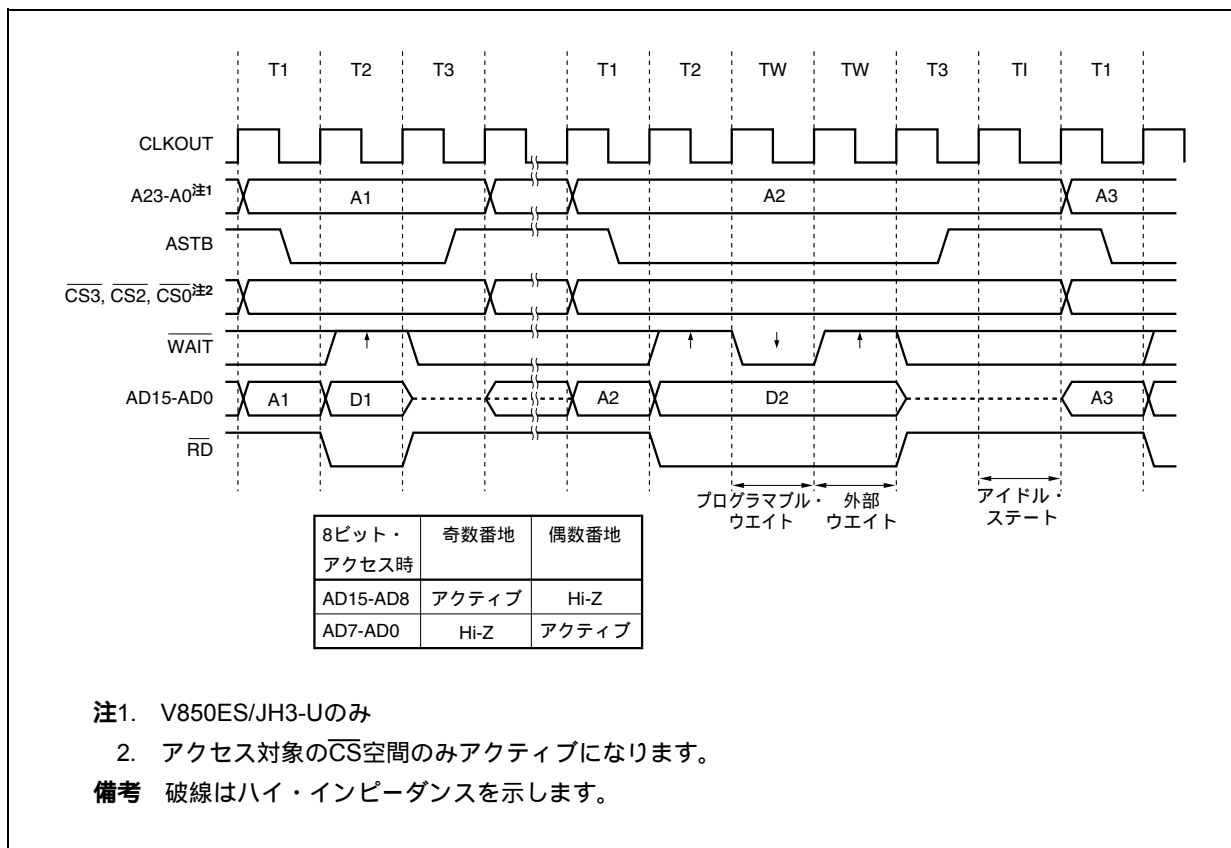 T1 T2 T3 T1 T2 TW TW T3 TI T1
CLKOUT
A23-A0注1 A1 A2 A3
ASTB
CS3, CS2, CS0注2
WAIT
AD15-AD0 A1 D1 A2 D2 A3
RD
プログラマブル・ウエイト
外部ウエイト
アイドル・ステート
8ビット・アクセス時 奇数番地 偶数番地
AD15-AD8 アクティブ Hi-Z
AD7-AD0 Hi-Z アクティブ
注1. V850ES/JH3-Uのみ
2. アクセス対象のCS空間のみアクティブになります。
備考 破線はハイ・インピーダンスを示します。